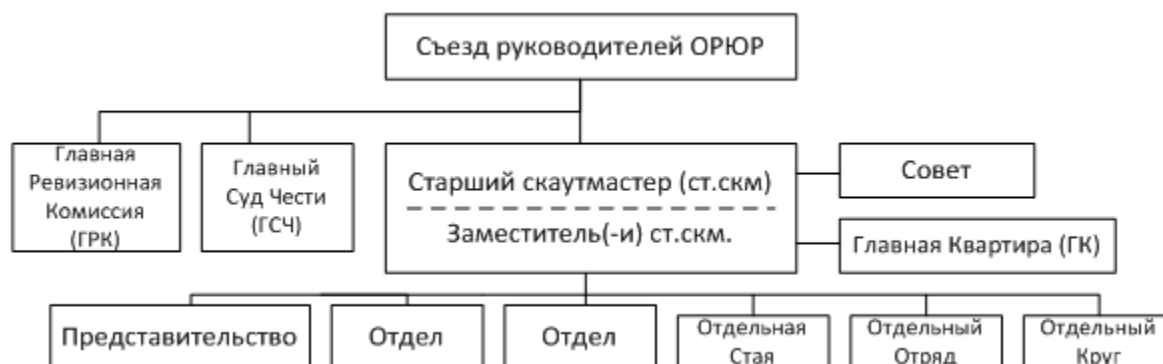 Съезд руководителей ОРЮР
Главная
Ревизионная
Комиссия
(ГРК)
Главный
Суд Чести
(ГСЧ)
Старший скаутмастер (ст.скм)
Заместитель(-и) ст.скм.
Совет
Главная Квартира (ГК)
Представительство
Отдел
Отдел
Отдельная
Стая
Отдельный
Отряд
Отдельный
Круг